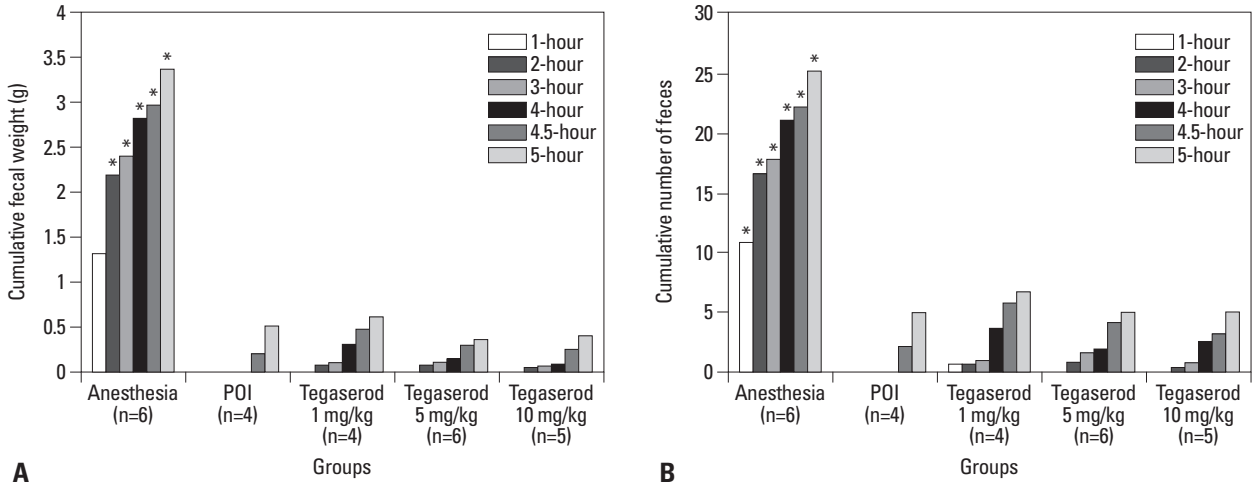 Cumulative fecal weight (g)
4
3.5
3
2.5
2
1.5
1
0.5
0
* * * * *
1-hour
2-hour
3-hour
4-hour
4.5-hour
5-hour
Anesthesia POI Tegaserod Tegaserod Tegaserod
(n=6) (n=4) 1 mg/kg 5 mg/kg 10 mg/kg
(n=4) (n=6) (n=5)
Groups
A
Cumulative number of feces
30
25
20
15
10
5
0
* * * * * *
1-hour
2-hour
3-hour
4-hour
4.5-hour
5-hour
Anesthesia POI Tegaserod Tegaserod Tegaserod
(n=6) (n=4) 1 mg/kg 5 mg/kg 10 mg/kg
(n=4) (n=6) (n=5)
Groups
B